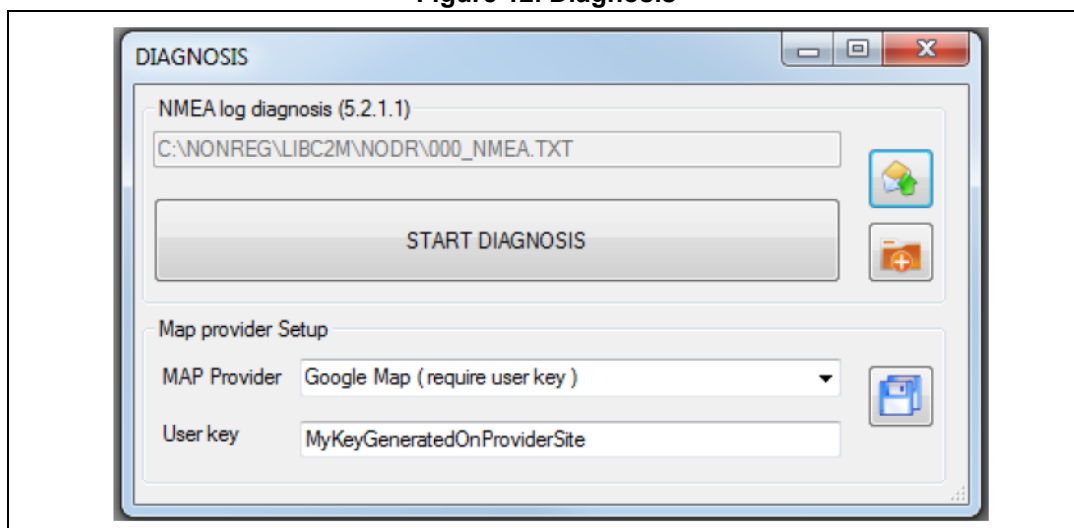 Figure 12. Diagnosis
DIAGNOSIS
NMEA log diagnosis (5.2.1.1)
C:\NONREG\LIBC2M\NODR\000_NMEA.TXT
START DIAGNOSIS
Map provider Setup
MAP Provider Google Map ( require user key )
User key MyKeyGeneratedOnProviderSite